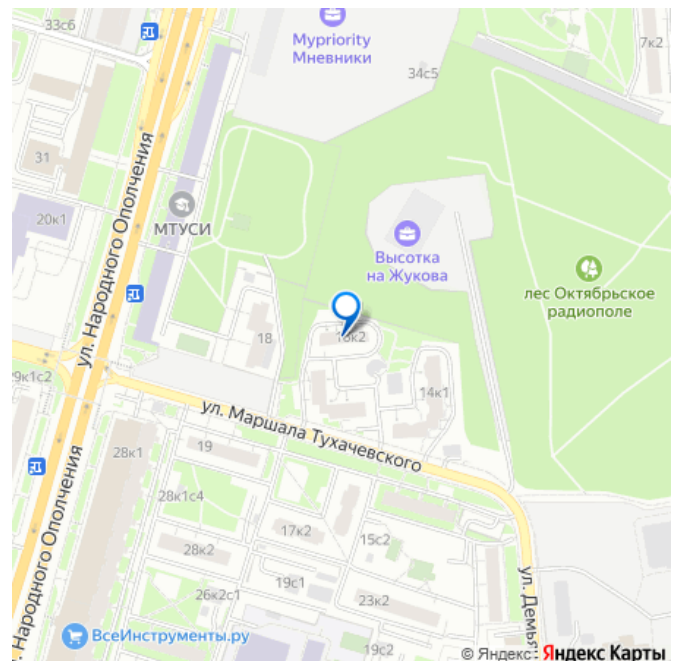 33с6
Mypriority
Мневники
7к2
34с5
31
МТУСИ
20к1
ул. Народного Ополчения
Высотка
на Жукова
лес Октябрьское
радиополе
18
14к1
ул. Маршала Тухачевского
19
28к1
28к1с4
17к2
15с2
28к2
19с1
26к2с1
23к2
ул. Демья
Народного Ополчения
19с2
ВсеИнструменты.ру
© Яндекс
Яндекс Карты